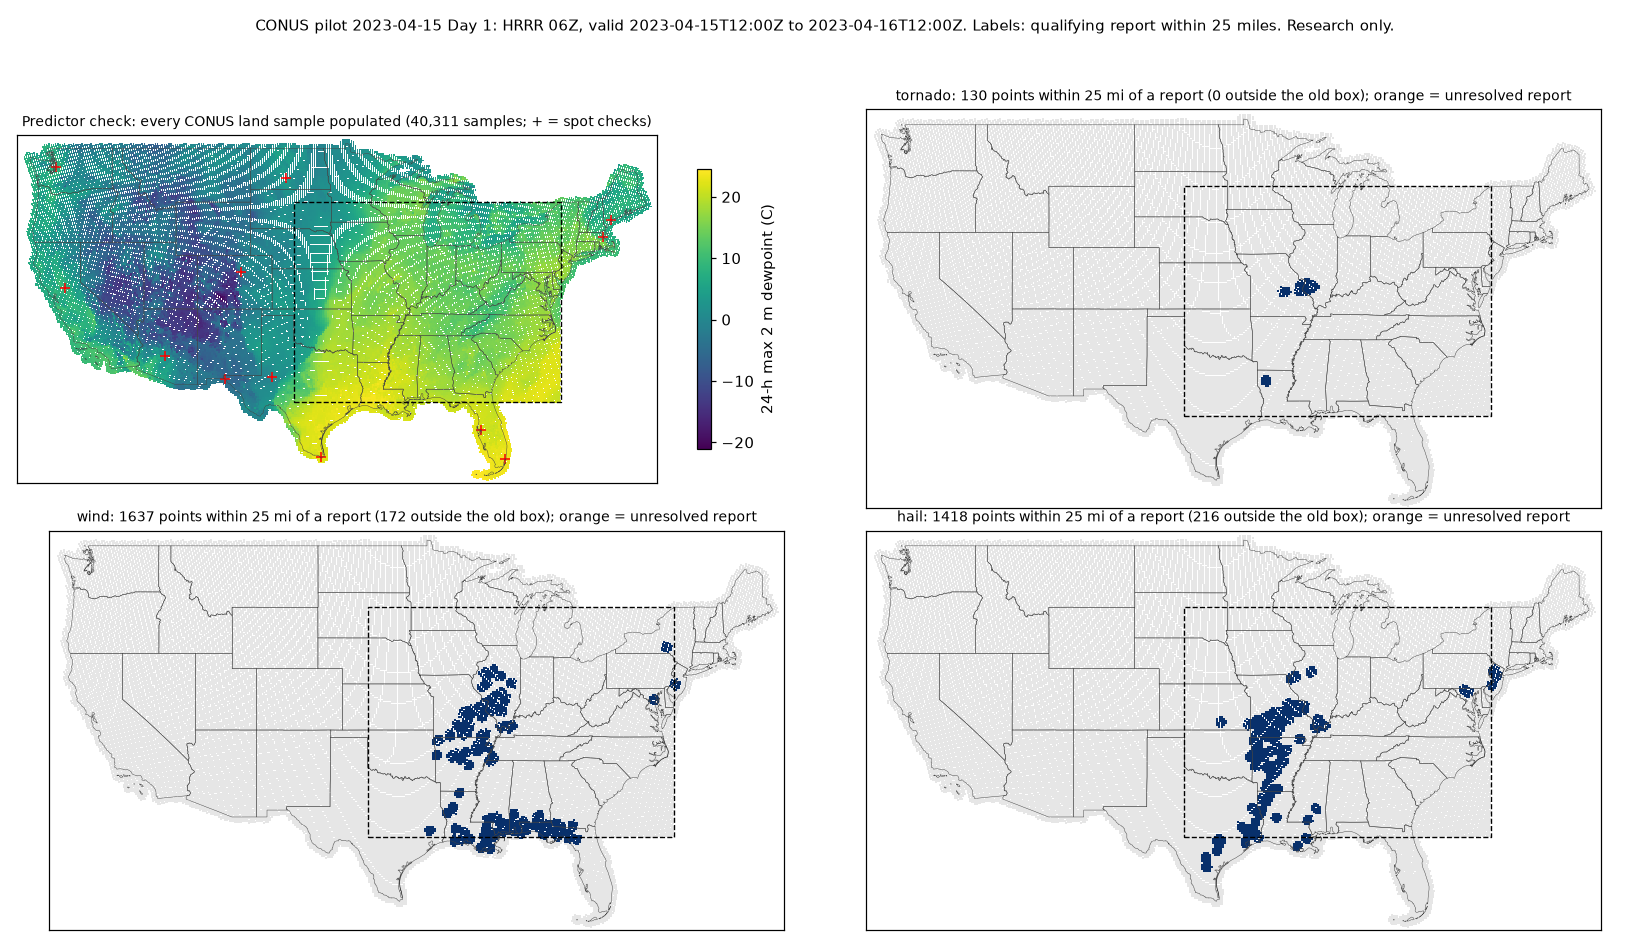 CONUS pilot 2023-04-15 Day 1: HRRR 06Z, valid 2023-04-15T12:00Z to 2023-04-16T12:00Z. Labels: qualifying report within 25 miles. Research only.
Predictor check: every CONUS land sample populated (40,311 samples; + = spot checks)
20
10
0
−10
−20
24-h max 2 m dewpoint (C)
tornado: 130 points within 25 mi of a report (0 outside the old box); orange = unresolved report
wind: 1637 points within 25 mi of a report (172 outside the old box); orange = unresolved report
hail: 1418 points within 25 mi of a report (216 outside the old box); orange = unresolved report